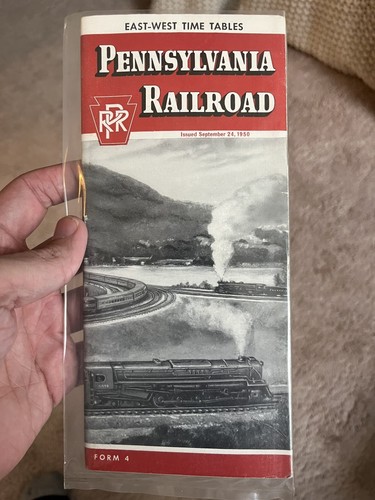 EAST-WEST TIME TABLES
PENNSYLVANIA
RAILROAD
PRR
Issued September 24, 1950
FORM 4